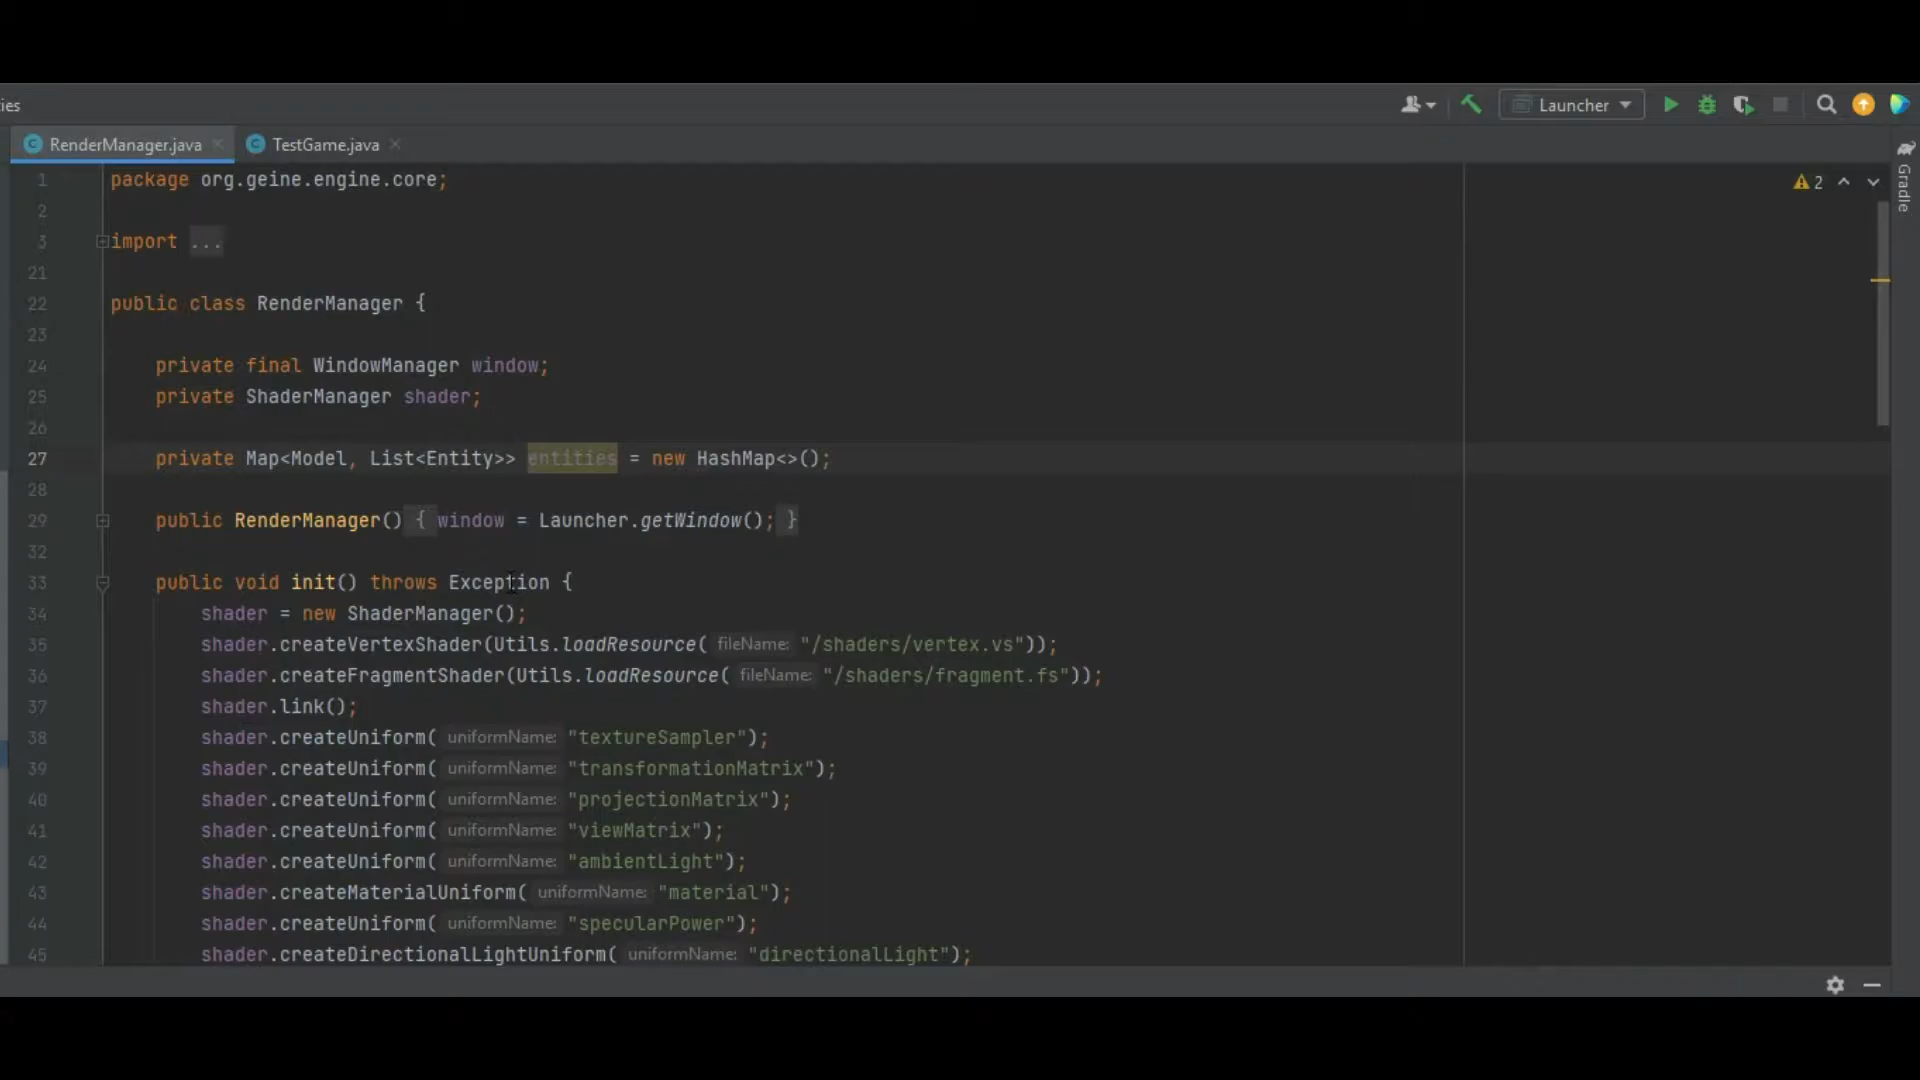 ies
Launcher
RenderManager.java
TestGame.java
1 package org.geine.engine.core;
2
3 import ...
21
22 public class RenderManager {
23
24 private final WindowManager window;
25 private ShaderManager shader;
26
27 private Map<Model, List<Entity>> entities = new HashMap<>();
28
29 public RenderManager() { window = Launcher.getWindow(); }
32
33 public void init() throws Exception {
34 shader = new ShaderManager();
35 shader.createVertexShader(Utils.loadResource( fileName: "/shaders/vertex.vs"));
36 shader.createFragmentShader(Utils.loadResource( fileName: "/shaders/fragment.fs"));
37 shader.link();
38 shader.createUniform( uniformName: "textureSampler");
39 shader.createUniform( uniformName: "transformationMatrix");
40 shader.createUniform( uniformName: "projectionMatrix");
41 shader.createUniform( uniformName: "viewMatrix");
42 shader.createUniform( uniformName: "ambientLight");
43 shader.createMaterialUniform( uniformName: "material");
44 shader.createUniform( uniformName: "specularPower");
45 shader.createDirectionalLightUniform( uniformName: "directionalLight");
2
Gradle